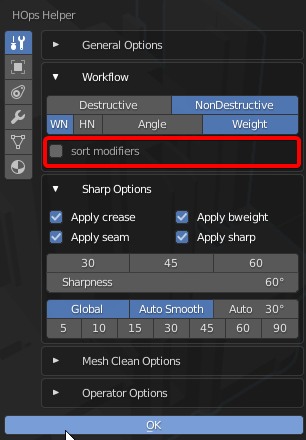 HOps Helper
General Options
Workflow
Destructive NonDestructive
WN HN Angle Weight
sort modifiers
Sharp Options
Apply crease Apply bweight
Apply seam Apply sharp
30 45 60
Sharpness 60°
Global Auto Smooth Auto 30°
5 10 15 30 45 60 90
Mesh Clean Options
Operator Options
OK